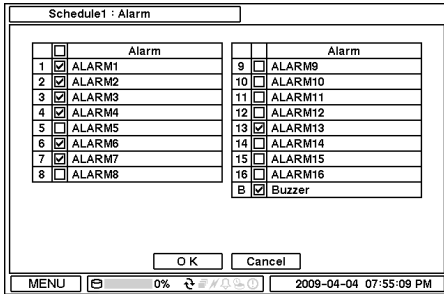 Schedule1 : Alarm
Alarm
1 ALARM1
2 ALARM2
3 ALARM3
4 ALARM4
5 ALARM5
6 ALARM6
7 ALARM7
8 ALARM8
Alarm
9 ALARM9
10 ALARM10
11 ALARM11
12 ALARM12
13 ALARM13
14 ALARM14
15 ALARM15
16 ALARM16
B Buzzer
OK Cancel
MENU 0% 2009-04-04 07:55:09 PM